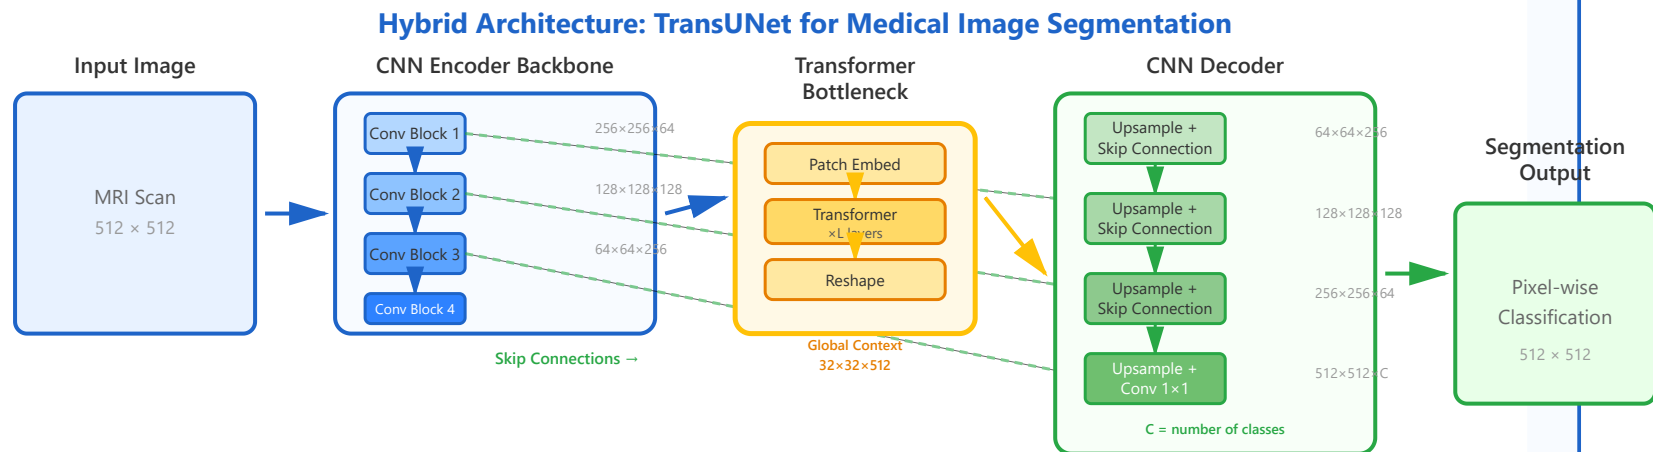 Hybrid Architecture: TransUNet for Medical Image Segmentation
Input Image
MRI Scan
512 × 512
CNN Encoder Backbone
Conv Block 1
256×256×64
Conv Block 2
128×128×128
Conv Block 3
64×64×256
Conv Block 4
Skip Connections →
Transformer
Bottleneck
Patch Embed
Transformer
×L layers
Reshape
Global Context
32×32×512
CNN Decoder
Upsample +
Skip Connection
64×64×256
Upsample +
Skip Connection
128×128×128
Upsample +
Skip Connection
256×256×64
Upsample +
Conv 1×1
512×512×C
C = number of classes
Segmentation
Output
Pixel-wise
Classification
512 × 512